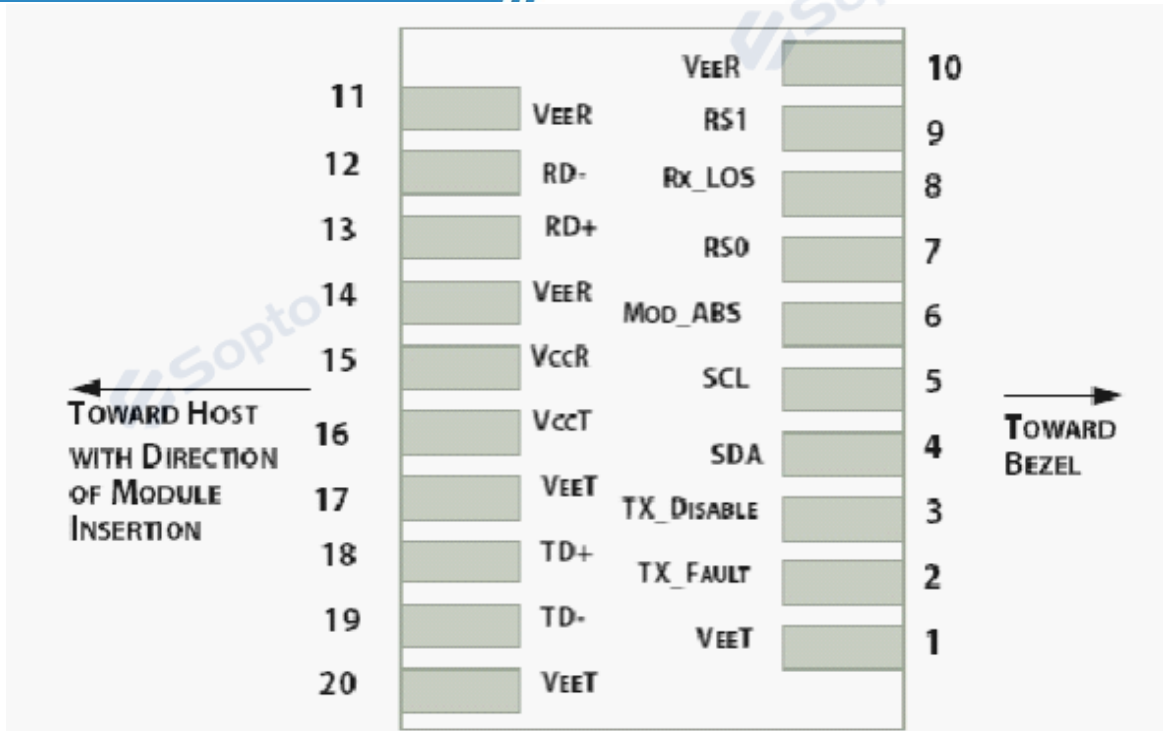 Sopto
VEER 10
11 VEER
RS1 9
12 RD-
RX_LOS 8
13 RD+
RS0 7
14 VEER
MOD_ABS 6
Sopto
15 VCCR
SCL 5
TOWARD HOST
WITH DIRECTION
OF MODULE
INSERTION
16 VCCT
TOWARD
BEZEL
SDA 4
17 VEET
TX_DISABLE 3
18 TD+
TX_FAULT 2
19 TD-
VEET 1
20 VEET